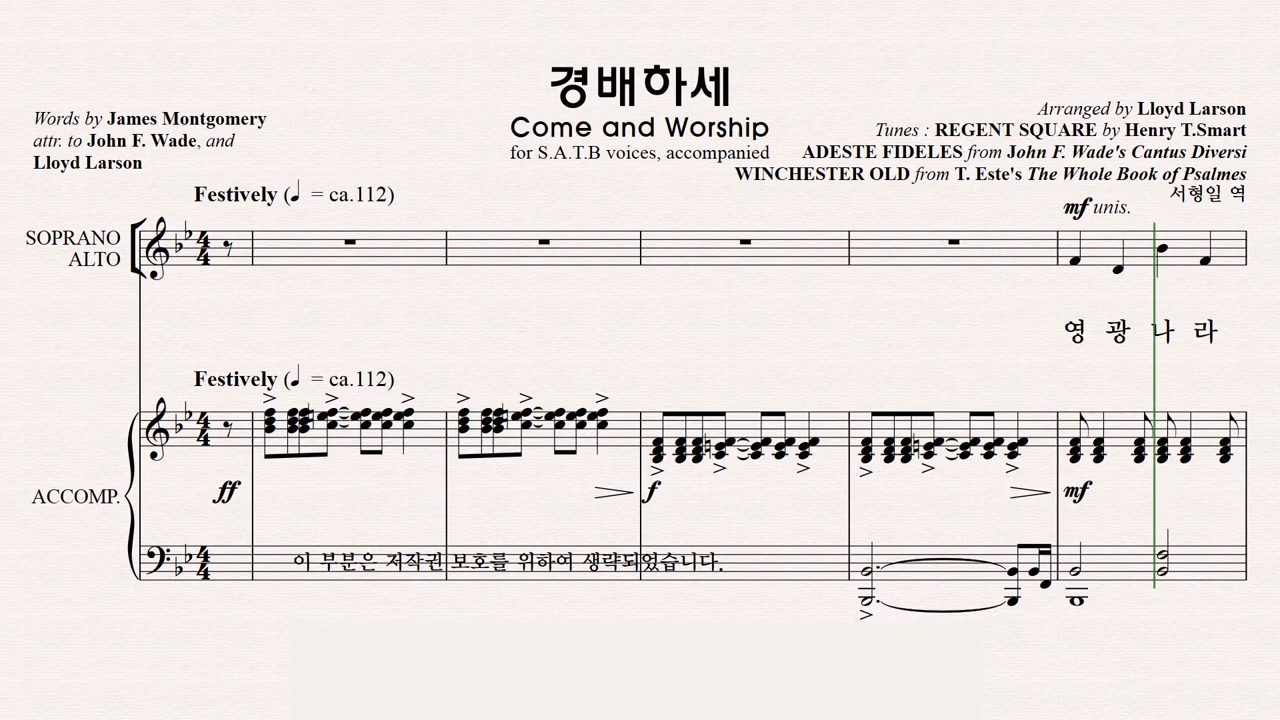 경배하세
Come and Worship
for S.A.T.B voices, accompanied
Words by James Montgomery
attr. to John F. Wade, and
Lloyd Larson
Arranged by Lloyd Larson
Tunes : REGENT SQUARE by Henry T.Smart
ADESTE FIDELES from John F. Wade's Cantus Diversi
WINCHESTER OLD from T. Este's The Whole Book of Psalmes
서형일 역
Festively (♩ = ca.112)
mf unis.
SOPRANO
ALTO
영 광 나 라
Festively (♩ = ca.112)
ACCOMP.
ff f mf
이 부분은 저작권 보호를 위하여 생략되었습니다.